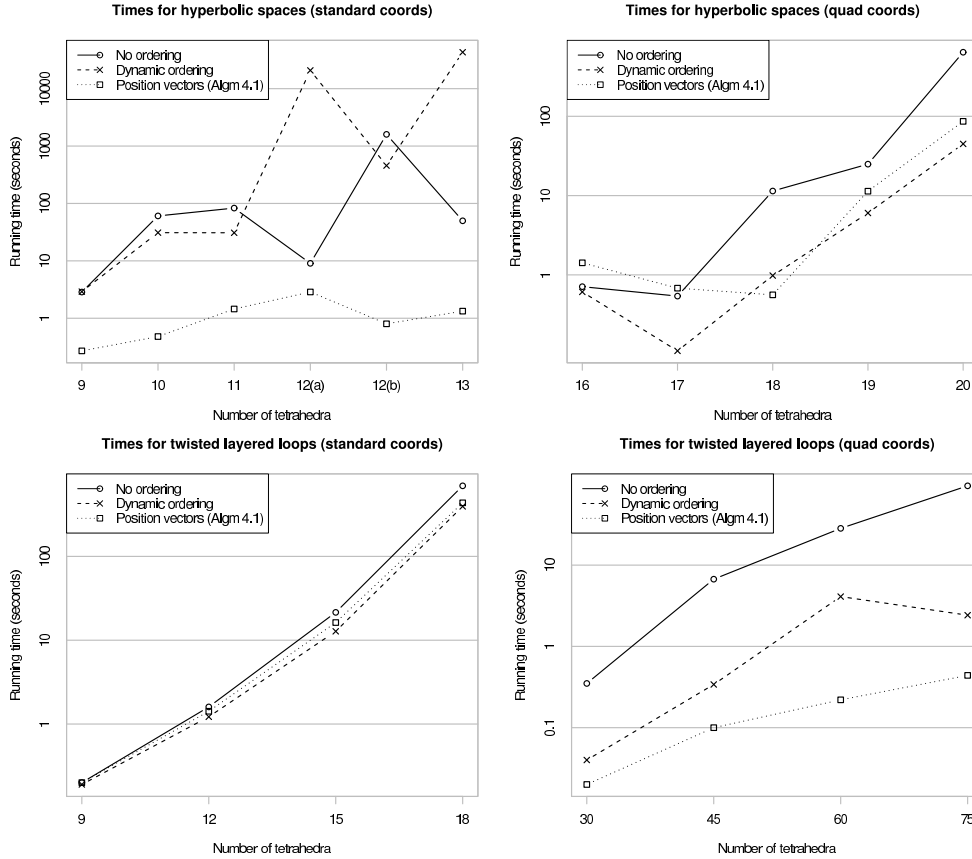 Times for hyperbolic spaces (standard coords)
No ordering
Dynamic ordering
Position vectors (Algm 4.1)
Running time (seconds)
10000
1000
100
10
1
9
10
11
12(a)
12(b)
13
Number of tetrahedra
Times for hyperbolic spaces (quad coords)
No ordering
Dynamic ordering
Position vectors (Algm 4.1)
Running time (seconds)
100
10
1
16
17
18
19
20
Number of tetrahedra
Times for twisted layered loops (standard coords)
No ordering
Dynamic ordering
Position vectors (Algm 4.1)
Running time (seconds)
100
10
1
9
12
15
18
Number of tetrahedra
Times for twisted layered loops (quad coords)
No ordering
Dynamic ordering
Position vectors (Algm 4.1)
Running time (seconds)
10
1
0.1
30
45
60
75
Number of tetrahedra